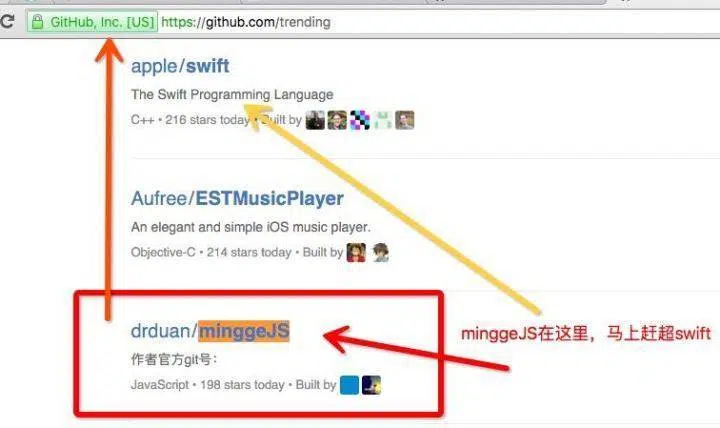 GitHub, Inc. [US] https://github.com/trending
apple/swift
The Swift Programming Language
C++ • 216 stars today • Built by
Aufree/ESTMusicPlayer
An elegant and simple iOS music player.
Objective-C • 214 stars today • Built by
drduan/minggeJS
minggeJS在这里，马上赶超swift
作者官方git号：
JavaScript • 198 stars today • Built by